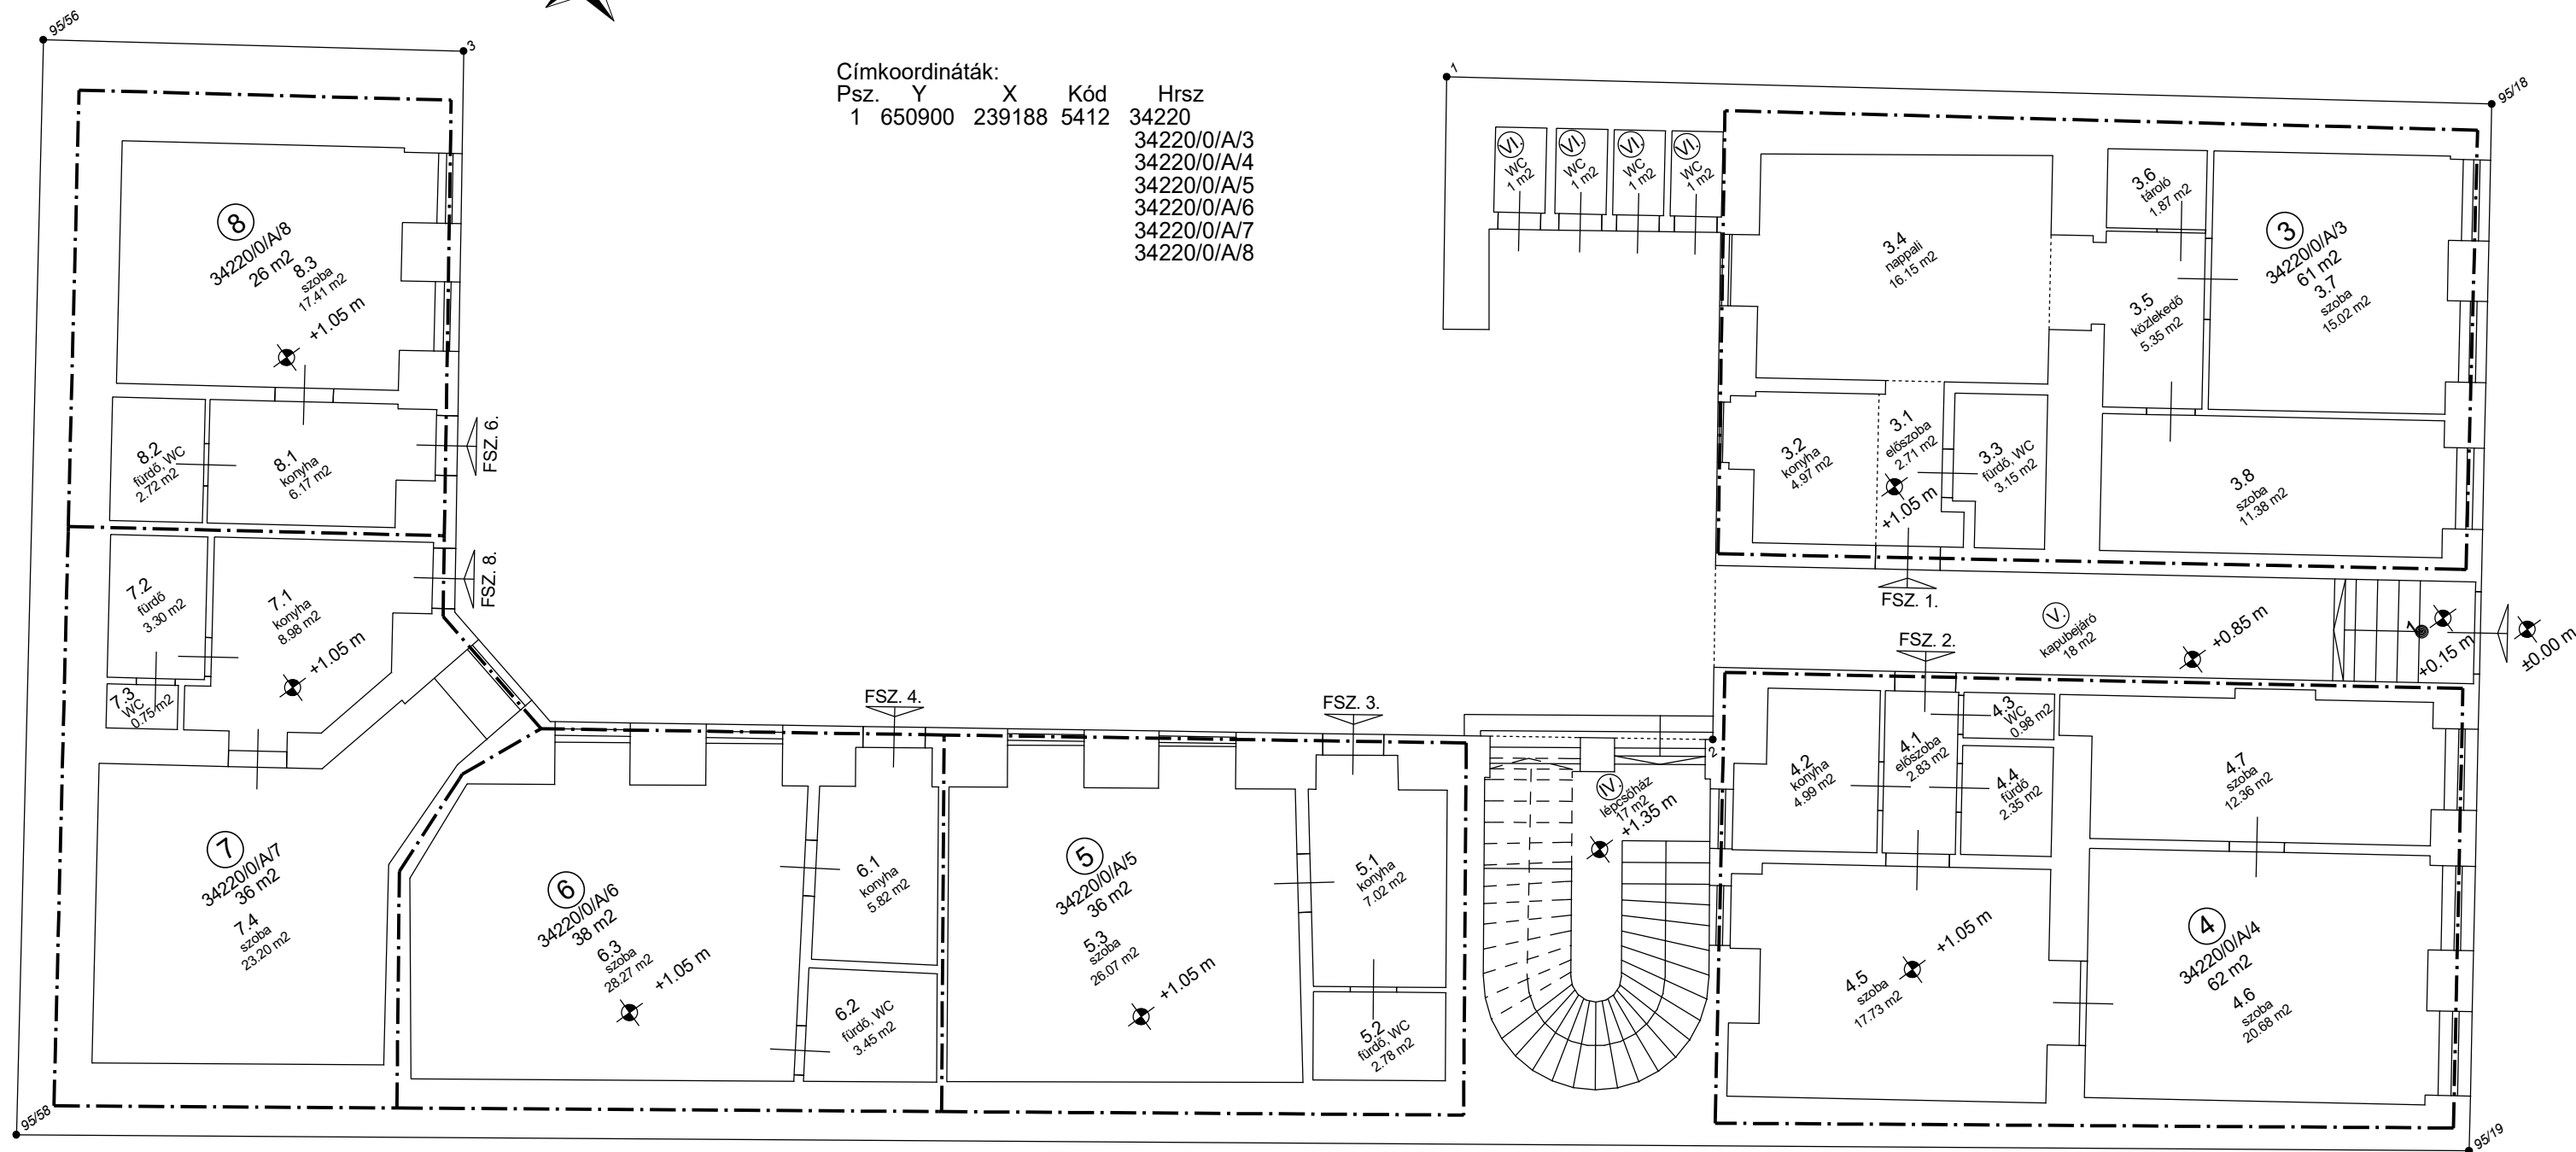 95/56
3
Címkoordináták:
Psz. Y X Kód Hrsz
1 650900 239188 5412 34220
34220/0/A/3
34220/0/A/4
34220/0/A/5
34220/0/A/6
34220/0/A/7
34220/0/A/8
1
95/18
VI.
WC
1 m2
VI.
WC
1 m2
VI.
WC
1 m2
VI.
WC
1 m2
8
34220/0/A/8
26 m2
8.3
szoba
17.41 m2
+1.05 m
8.2
fürdő, WC
2.72 m2
8.1
konyha
6.17 m2
FSZ. 6.
3.4
nappali
16.15 m2
3.6
tároló
1.87 m2
3.5
közlekedő
5.35 m2
3
34220/0/A/3
61 m2
3.7
szoba
15.02 m2
3.2
konyha
4.97 m2
3.1
előszoba
2.71 m2
+1.05 m
3.3
fürdő, WC
3.15 m2
3.8
szoba
11.38 m2
FSZ. 1.
7.2
fürdő
3.30 m2
7.1
konyha
8.98 m2
+1.05 m
FSZ. 8.
7.3
WC
0.75 m2
7
34220/0/A/7
36 m2
7.4
szoba
23.20 m2
FSZ. 4.
FSZ. 3.
FSZ. 2.
V.
kapubejáró
18 m2
+0.85 m
1
+0.15 m
±0.00 m
6
34220/0/A/6
38 m2
6.3
szoba
28.27 m2
+1.05 m
6.1
konyha
5.82 m2
6.2
fürdő, WC
3.45 m2
5
34220/0/A/5
36 m2
5.3
szoba
26.07 m2
+1.05 m
5.1
konyha
7.02 m2
5.2
fürdő, WC
2.78 m2
2
IV.
lépcsőház
17 m2
+1.35 m
4.2
konyha
4.99 m2
4.1
előszoba
2.83 m2
4.3
WC
0.98 m2
4.4
fürdő
2.35 m2
4.7
szoba
12.36 m2
4.5
szoba
17.73 m2
+1.05 m
4
34220/0/A/4
62 m2
4.6
szoba
20.68 m2
95/58
95/19